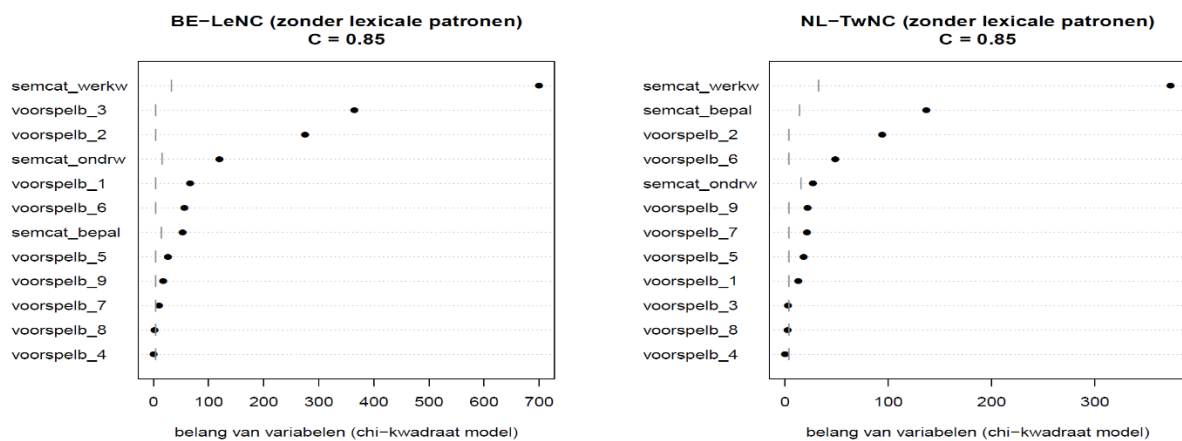 BE−LeNC (zonder lexicale patronen)
C = 0.85
semcat_werkw
voorspelb_3
voorspelb_2
semcat_ondrw
voorspelb_1
voorspelb_6
semcat_bepal
voorspelb_5
voorspelb_9
voorspelb_7
voorspelb_8
voorspelb_4
0 100 200 300 400 500 600 700
belang van variabelen (chi−kwadraat model)
NL−TwNC (zonder lexicale patronen)
C = 0.85
semcat_werkw
semcat_bepal
voorspelb_2
voorspelb_6
semcat_ondrw
voorspelb_9
voorspelb_7
voorspelb_5
voorspelb_1
voorspelb_3
voorspelb_8
voorspelb_4
0 100 200 300
belang van variabelen (chi−kwadraat model)